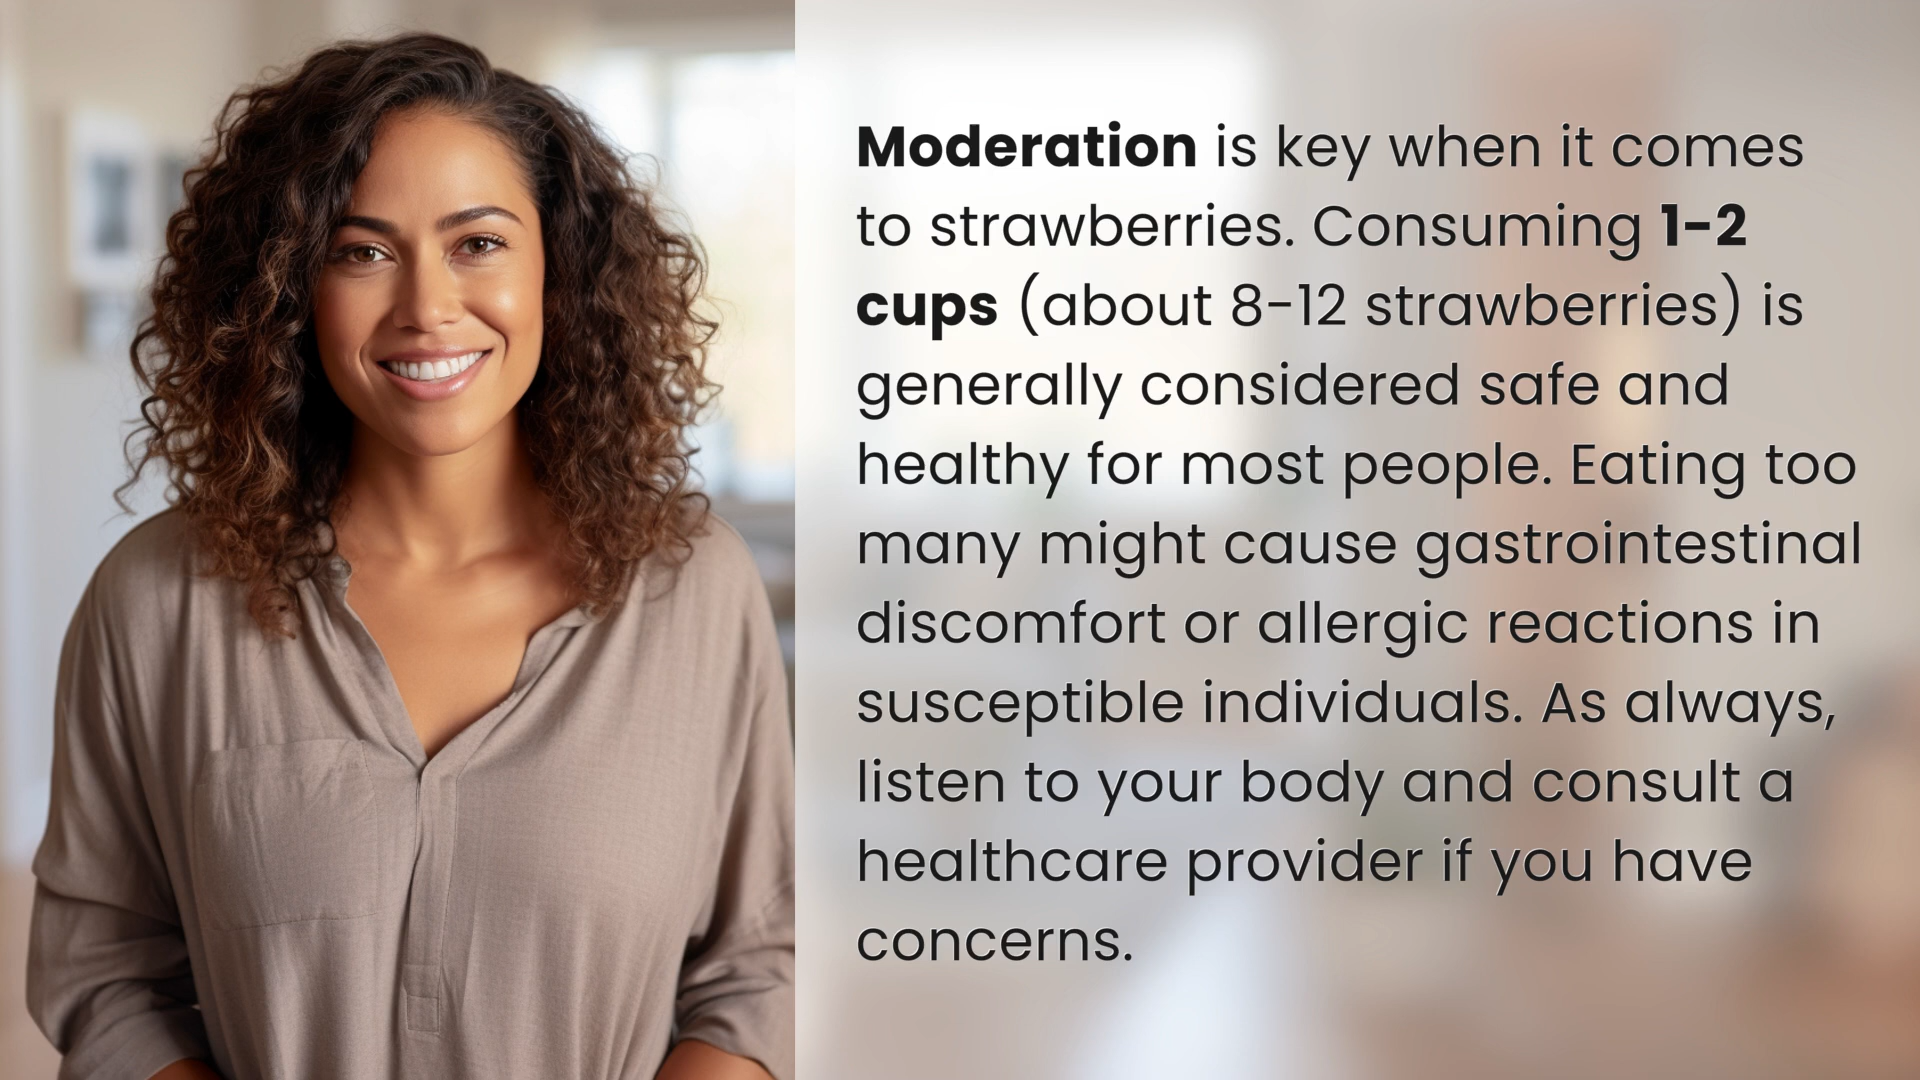 Moderation is key when it comes
to strawberries. Consuming 1-2
cups (about 8-12 strawberries) is
generally considered safe and
healthy for most people. Eating too
many might cause gastrointestinal
discomfort or allergic reactions in
susceptible individuals. As always,
listen to your body and consult a
healthcare provider if you have
concerns.